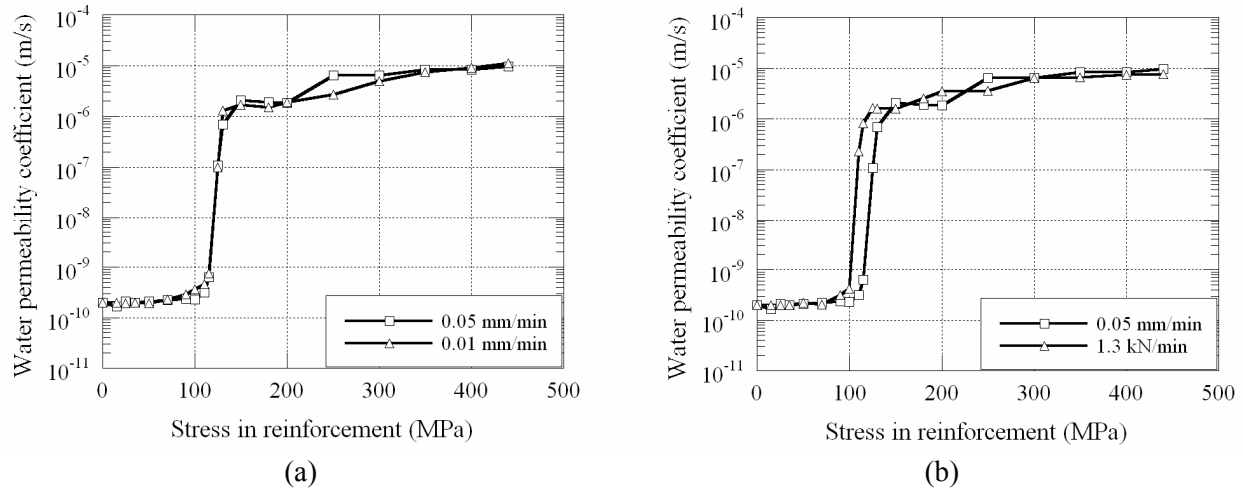 Water permeability coefficient (m/s)
10-4
10-5
10-6
10-7
10-8
10-9
10-10
10-11
0 100 200 300 400 500
0.05 mm/min
0.01 mm/min
Stress in reinforcement (MPa)
(a)
Water permeability coefficient (m/s)
10-4
10-5
10-6
10-7
10-8
10-9
10-10
10-11
0 100 200 300 400 500
0.05 mm/min
1.3 kN/min
Stress in reinforcement (MPa)
(b)